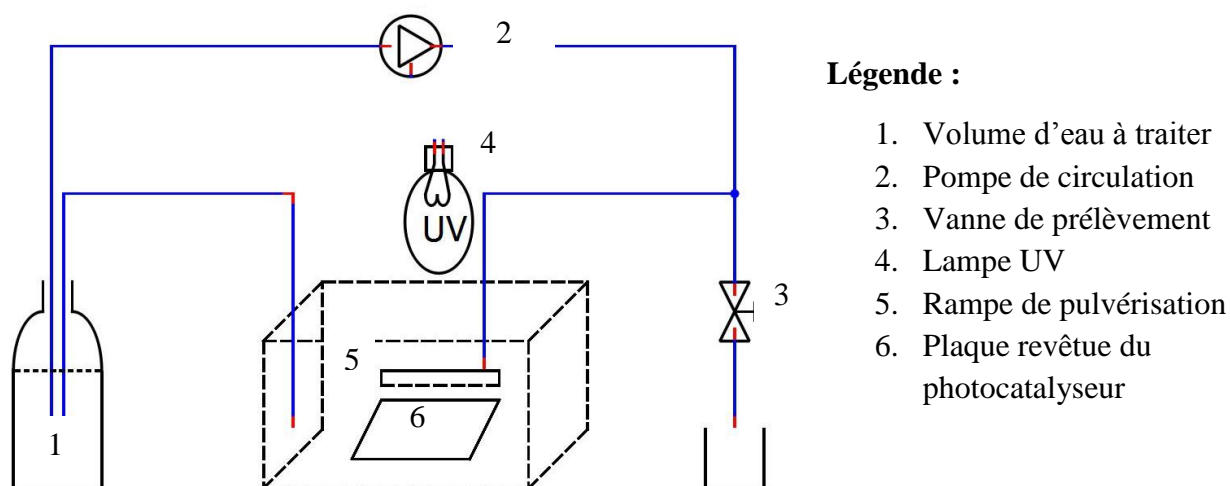 2
4
UV
3
5
6
1
Légende :
1. Volume d’eau à traiter
2. Pompe de circulation
3. Vanne de prélèvement
4. Lampe UV
5. Rampe de pulvérisation
6. Plaque revêtue du
photocatalyseur